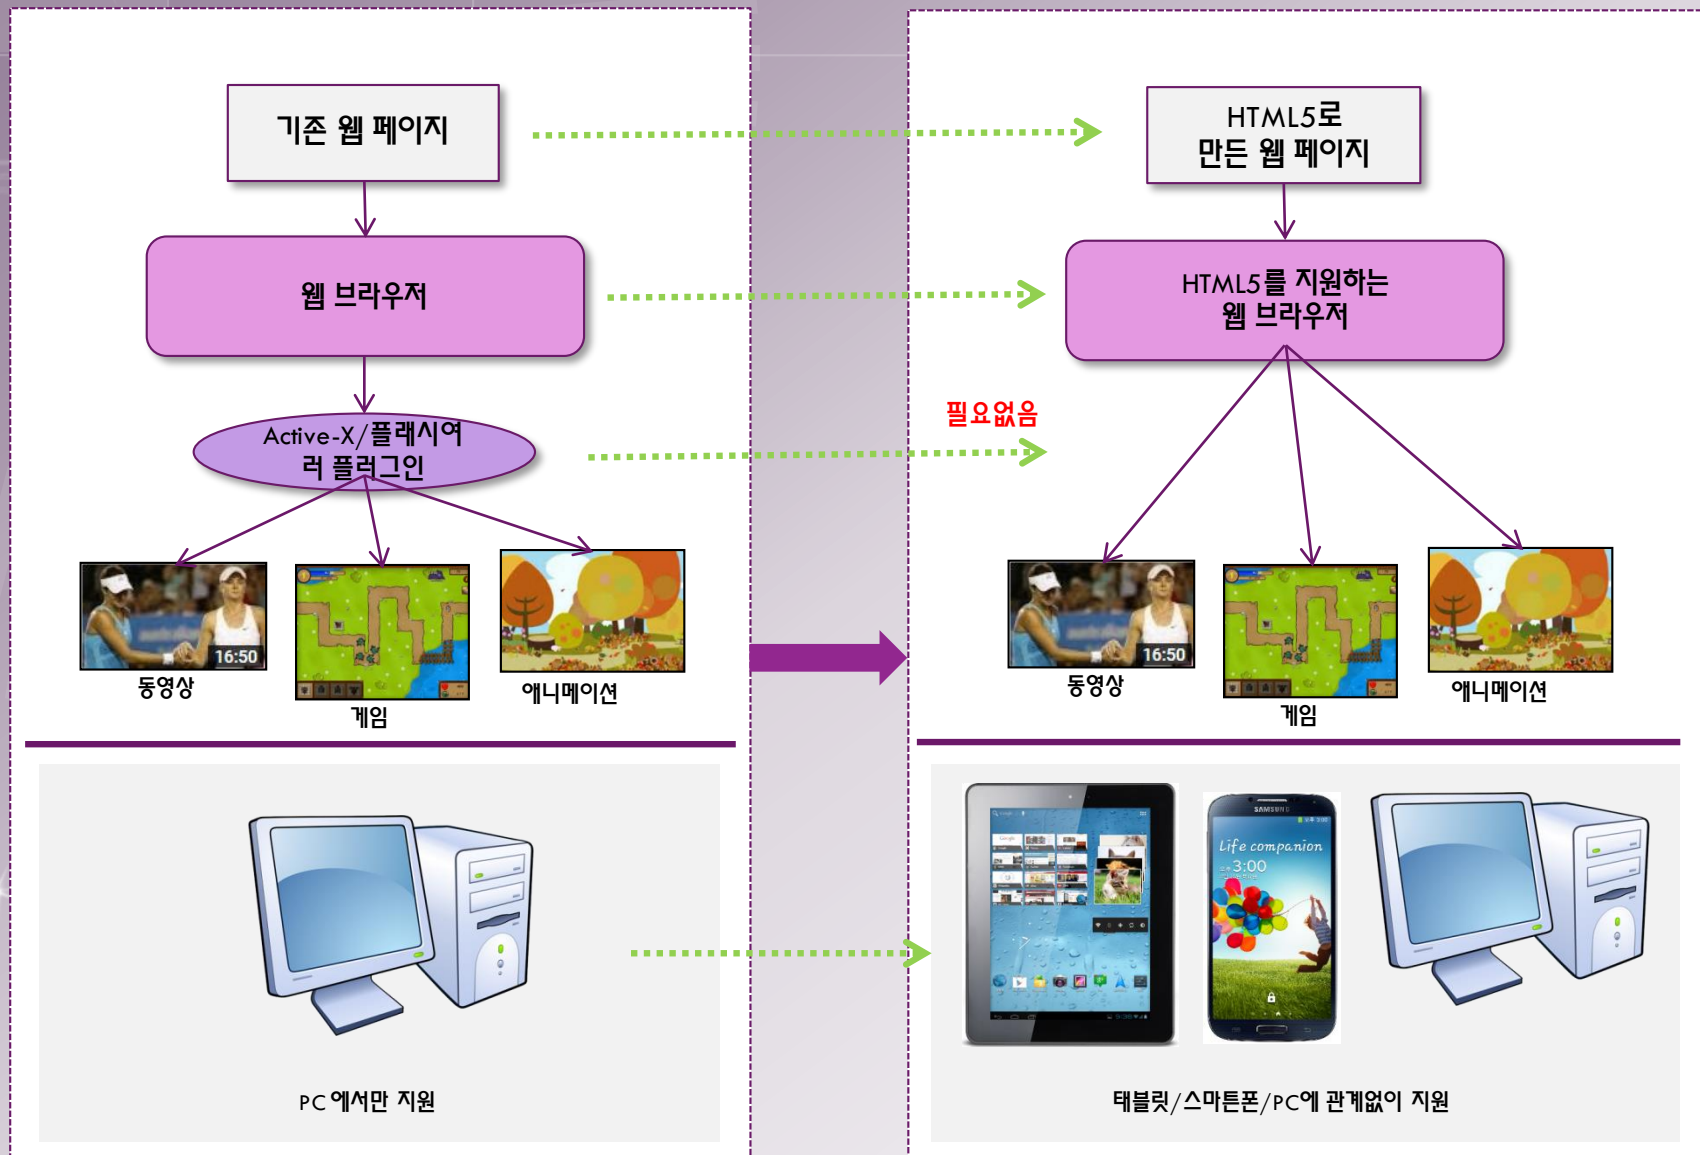 기존 웹 페이지
웹 브라우저
Active-X/플래시여
러 플러그인
16:50
동영상
게임
애니메이션
PC 에서만 지원
필요없음
HTML5로
만든 웹 페이지
HTML5를 지원하는
웹 브라우저
16:50
동영상
게임
애니메이션
SAMSUNG
Life companion
3:00
태블릿/스마트폰/PC에 관계없이 지원